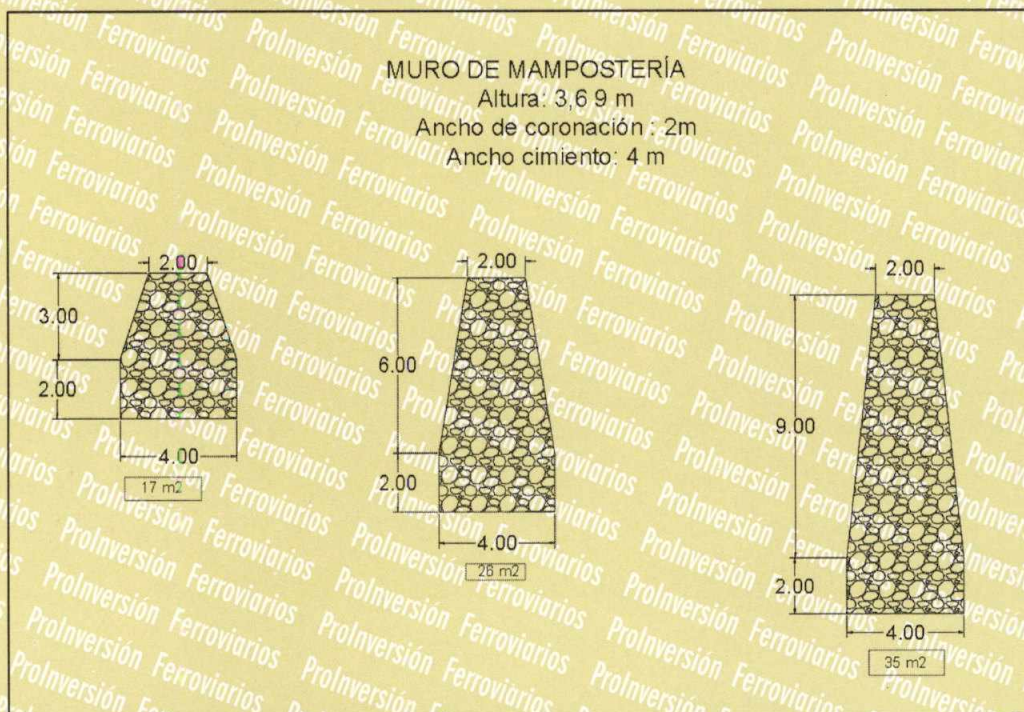 MURO DE MAMPOSTERÍA
Altura: 3,6 9 m
Ancho de coronación : 2m
Ancho cimiento: 4 m
2.00
3.00
2.00
4.00
17 m2
2.00
6.00
2.00
4.00
26 m2
2.00
9.00
2.00
4.00
35 m2
ProInversión Ferroviarios